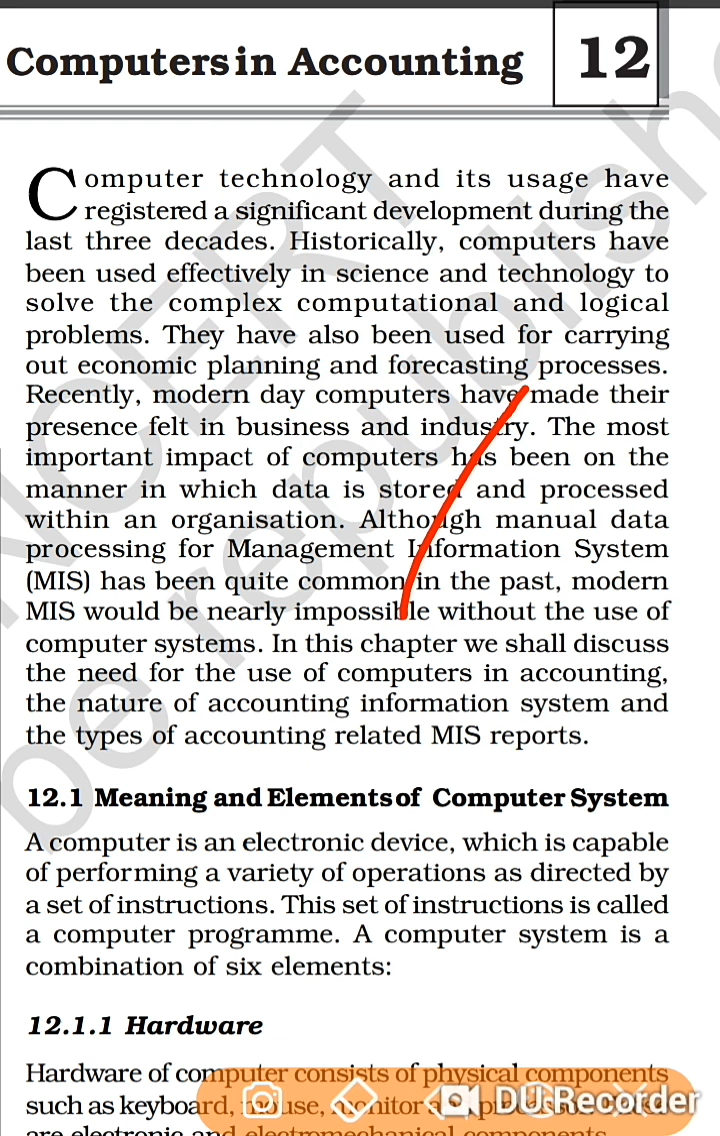 Computers in Accounting 12
Computer technology and its usage have
registered a significant development during the
last three decades. Historically, computers have
been used effectively in science and technology to
solve the complex computational and logical
problems. They have also been used for carrying
out economic planning and forecasting processes.
Recently, modern day computers have made their
presence felt in business and industry. The most
important impact of computers has been on the
manner in which data is stored and processed
within an organisation. Although manual data
processing for Management Information System
(MIS) has been quite common in the past, modern
MIS would be nearly impossible without the use of
computer systems. In this chapter we shall discuss
the need for the use of computers in accounting,
the nature of accounting information system and
the types of accounting related MIS reports.
12.1 Meaning and Elements of Computer System
A computer is an electronic device, which is capable
of performing a variety of operations as directed by
a set of instructions. This set of instructions is called
a computer programme. A computer system is a
combination of six elements:
12.1.1 Hardware
Hardware of computer consists of physical components
such as keyboard, mouse, monitor
DU Recorder
are electronic and electromechanical components
NCERT
be republish